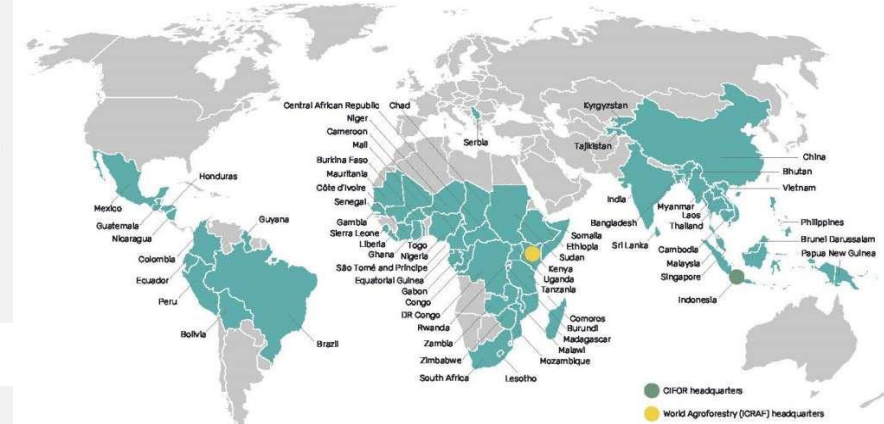 Central African Republic
Chad
Niger
Cameroon
Mali
Burkina Faso
Mauritania
Côte d'Ivoire
Senegal
Gambia
Sierra Leone
Liberia
Togo
Ghana
Nigeria
São Tomé and Príncipe
Equatorial Guinea
Gabon
Congo
DR Congo
Rwanda
Zambia
Zimbabwe
South Africa
Lesotho
Serbia
Mexico
Honduras
Guatemala
Nicaragua
Guyana
Colombia
Ecuador
Peru
Bolivia
Brazil
Somalia
Ethiopia
Sudan
Kenya
Uganda
Tanzania
Comoros
Burundi
Madagascar
Malawi
Mozambique
Kyrgyzstan
Tajikistan
China
Bhutan
Vietnam
India
Myanmar
Laos
Thailand
Bangladesh
Sri Lanka
Philippines
Brunei Darussalam
Papua New Guinea
Cambodia
Malaysia
Singapore
Indonesia
CIFOR headquarters
World Agroforestry (ICRAF) headquarters